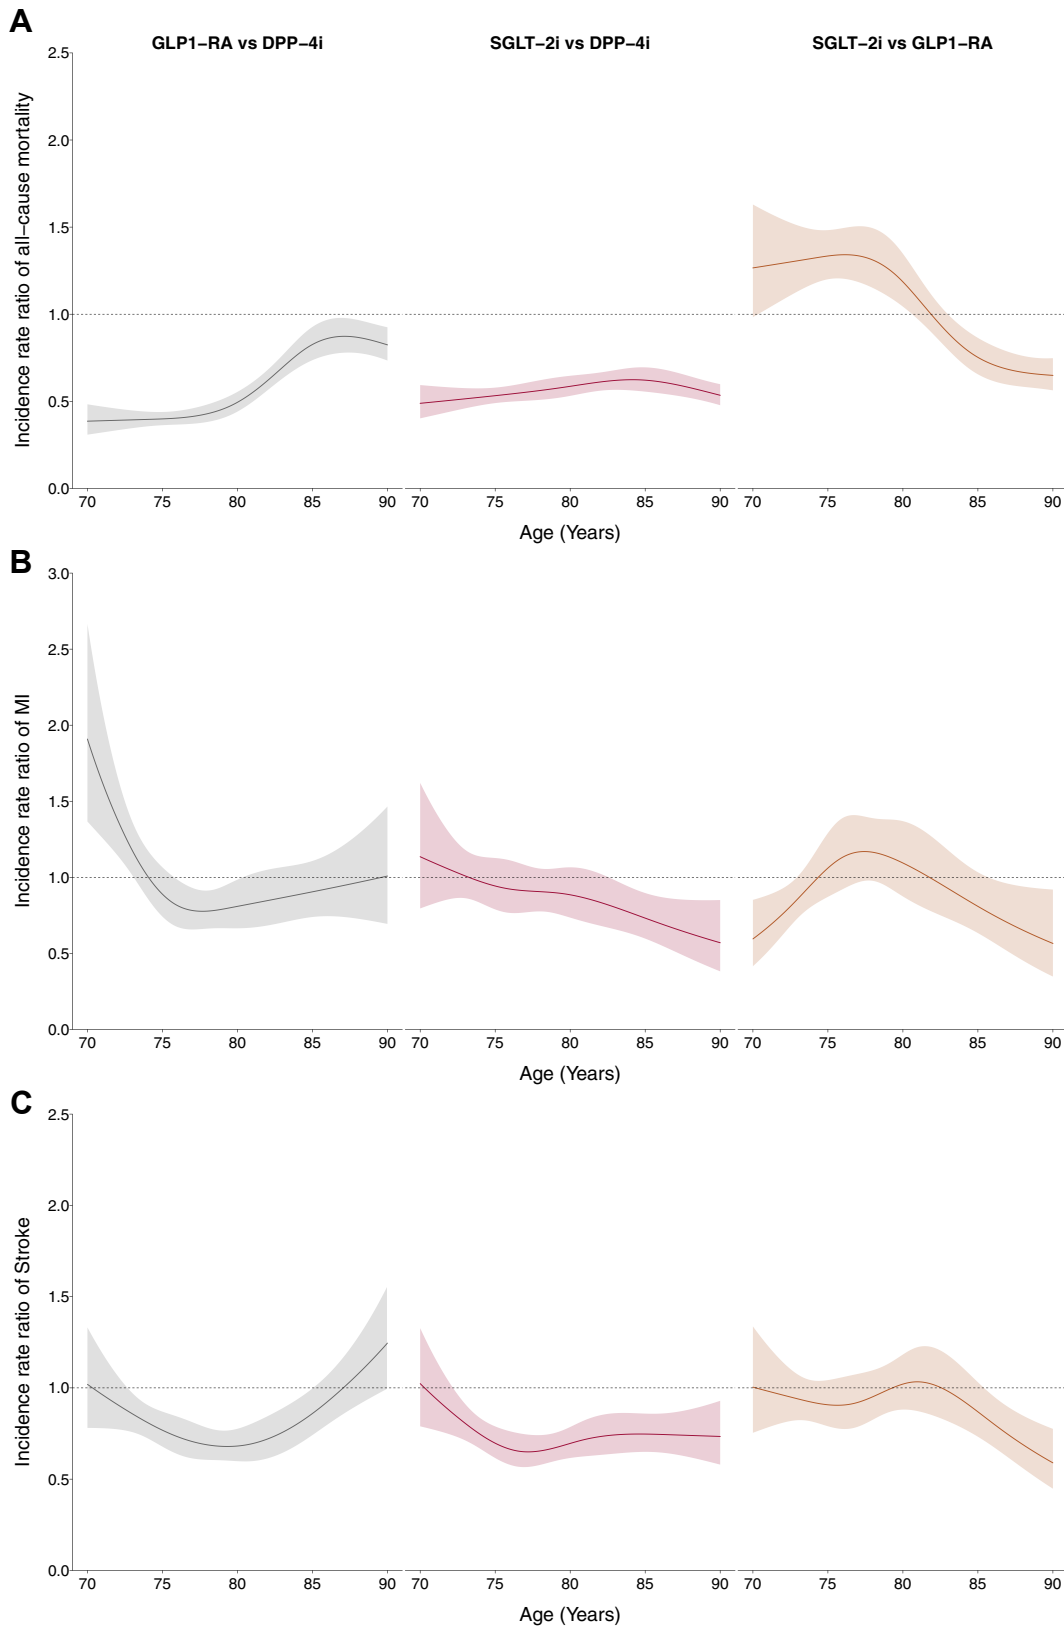 A
GLP1−RA vs DPP−4i
SGLT−2i vs DPP−4i
SGLT−2i vs GLP1−RA
Incidence rate ratio of all−cause mortality
2.5
2.0
1.5
1.0
0.5
0.0
70 75 80 85 90 70 75 80 85 90 70 75 80 85 90
Age (Years)
B
Incidence rate ratio of MI
3.0
2.5
2.0
1.5
1.0
0.5
0.0
70 75 80 85 90 70 75 80 85 90 70 75 80 85 90
Age (Years)
C
Incidence rate ratio of Stroke
2.5
2.0
1.5
1.0
0.5
0.0
70 75 80 85 90 70 75 80 85 90 70 75 80 85 90
Age (Years)